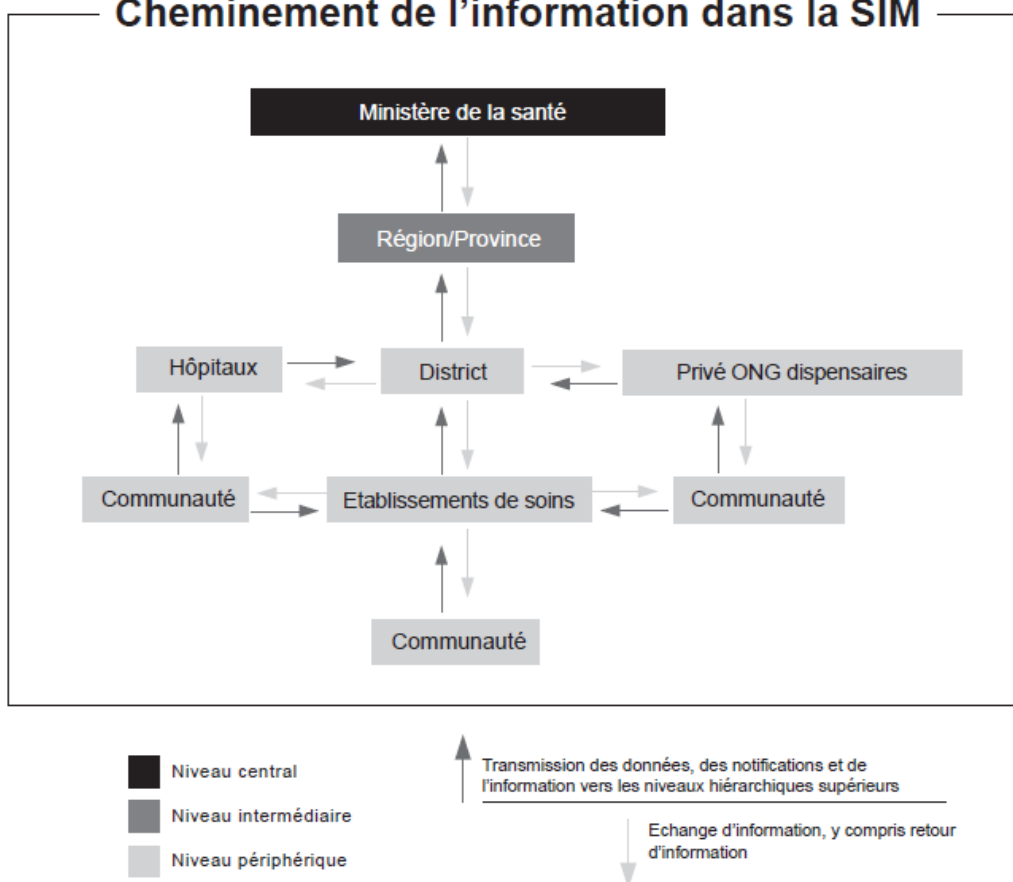 Cheminement de l'information dans la SIM
Ministère de la santé
Région/Province
Hôpitaux
District
Privé ONG dispensaires
Communauté
Etablissements de soins
Communauté
Communauté
Niveau central
Niveau intermédiaire
Niveau périphérique
Transmission des données, des notifications et de
l'information vers les niveaux hiérarchiques supérieurs
Echange d'information, y compris retour
d'information